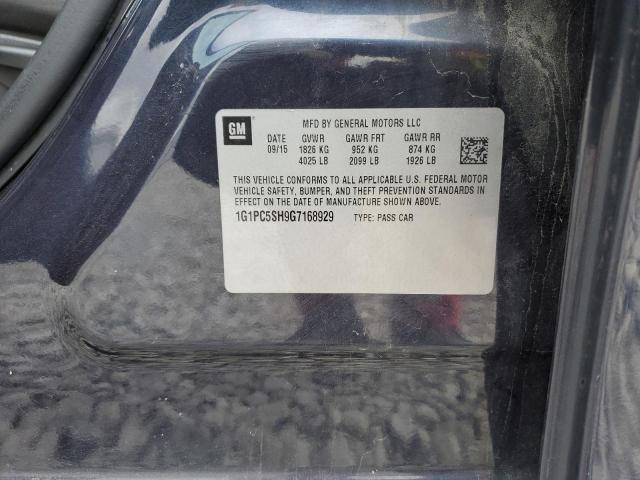 GM
MFD BY GENERAL MOTORS LLC
DATE GVWR GAWR FRT GAWR RR
09/15 1826 KG 952 KG 874 KG
4025 LB 2099 LB 1926 LB
THIS VEHICLE CONFORMS TO ALL APPLICABLE U.S. FEDERAL MOTOR
VEHICLE SAFETY, BUMPER, AND THEFT PREVENTION STANDARDS IN
EFFECT ON THE DATE OF MANUFACTURE SHOWN ABOVE.
1G1PC5SH9G7168929 TYPE: PASS CAR